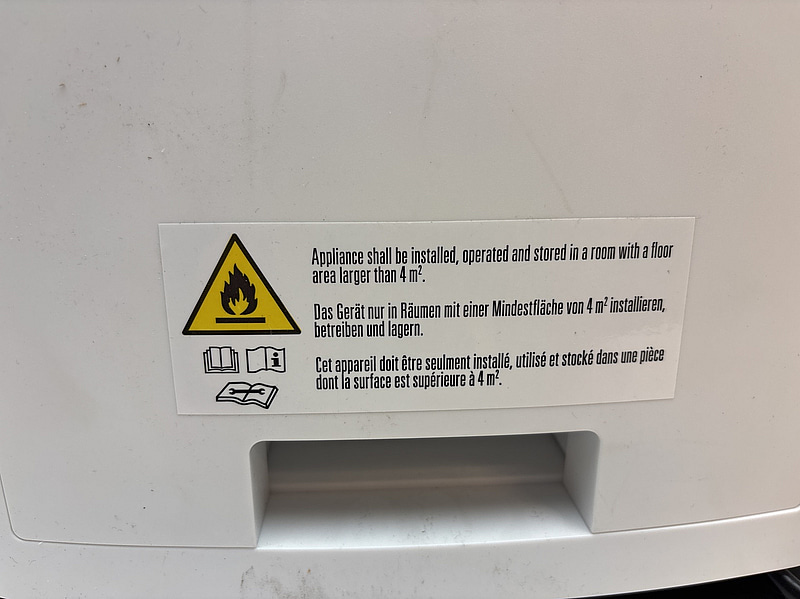 Appliance shall be installed, operated and stored in a room with a floor
area larger than 4 m².
Das Gerät nur in Räumen mit einer Mindestfläche von 4 m² installieren,
betreiben und lagern.
Cet appareil doit être seulment installé, utilisé et stocké dans une pièce
dont la surface est supérieure à 4 m².